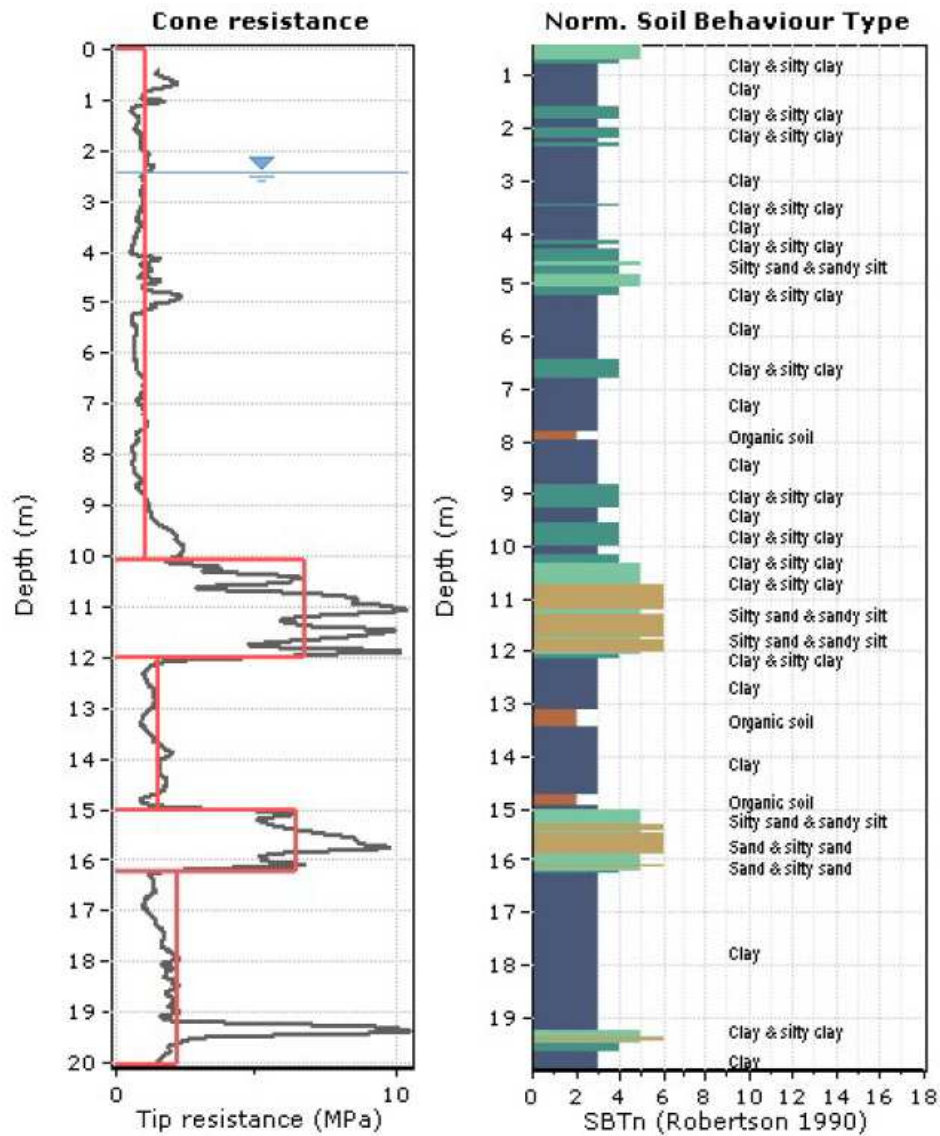 Cone resistance
0
1
2
3
4
5
6
7
8
9
10
11
12
13
14
15
16
17
18
19
20
Depth (m)
0
5
10
Tip resistance (MPa)
Norm. Soil Behaviour Type
1
2
3
4
5
6
7
8
9
10
11
12
13
14
15
16
17
18
19
Depth (m)
Clay & silty clay
Clay
Clay & silty clay
Clay & silty clay
Clay
Clay & silty clay
Clay
Clay & silty clay
Silty sand & sandy silt
Clay & silty clay
Clay
Clay & silty clay
Clay
Organic soil
Clay
Clay & silty clay
Clay
Clay & silty clay
Clay & silty clay
Clay & silty clay
Silty sand & sandy silt
Silty sand & sandy silt
Clay & silty clay
Clay
Organic soil
Clay
Organic soil
Silty sand & sandy silt
Sand & silty sand
Sand & silty sand
Clay
Clay & silty clay
Clay
0 2 4 6 8 10 12 14 16 18
SBTn (Robertson 1990)